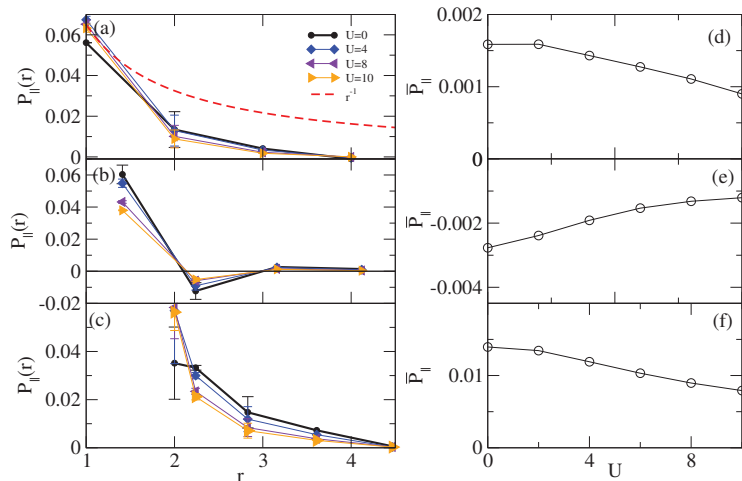 0.06
0.04
0.02
0
P∥(r)
(a)
U=0
U=4
U=8
U=10
r⁻¹
0.06
0.04
0.02
0
-0.02
P∥(r)
(b)
0.04
0.02
0
P∥(r)
(c)
1
2
3
4
r
0.002
0.001
0
P̅∥
(d)
-0.002
-0.004
P̅∥
(e)
0.01
P̅∥
(f)
0
4
8
U